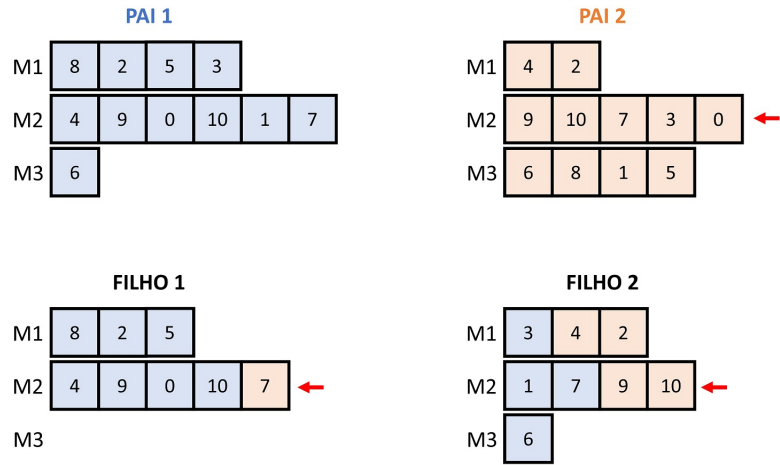 PAI 1
M1 8 2 5 3
M2 4 9 0 10 1 7
M3 6
PAI 2
M1 4 2
M2 9 10 7 3 0
M3 6 8 1 5
FILHO 1
M1 8 2 5
M2 4 9 0 10 7
M3
FILHO 2
M1 3 4 2
M2 1 7 9 10
M3 6